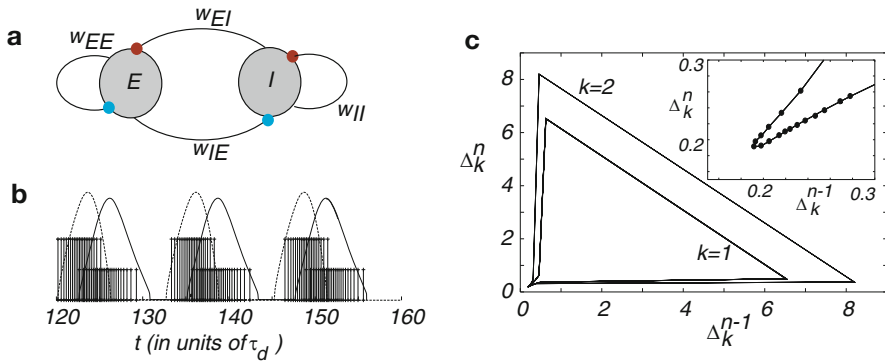 a
w_EE
w_EI
E
I
w_II
w_IE
b
120 130 140 150 160
t (in units of τ_d)
c
8
6
4
2
0
Δ_k^n
k=2
k=1
0 2 4 6 8
Δ_k^{n-1}
0.3
0.2
Δ_k^n
0.2 0.3
Δ_k^{n-1}